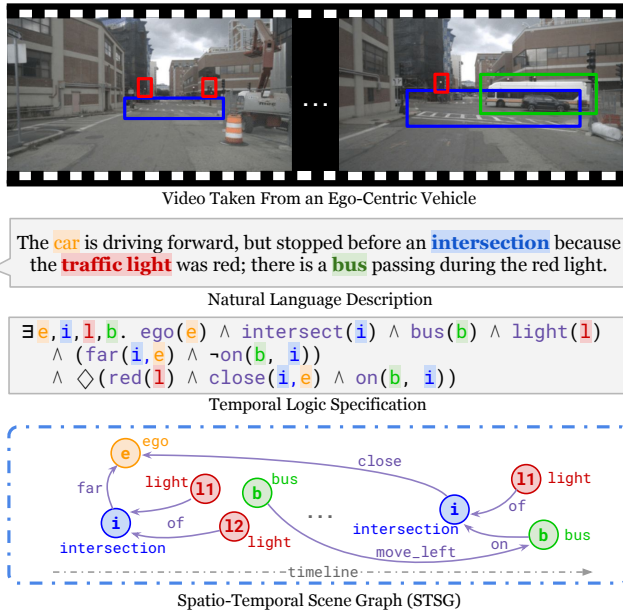 ...
Video Taken From an Ego-Centric Vehicle
The car is driving forward, but stopped before an intersection because
the traffic light was red; there is a bus passing during the red light.
Natural Language Description
∃e,i,l,b. ego(e) ∧ intersect(i) ∧ bus(b) ∧ light(l)
∧ (far(i,e) ∧ ¬on(b, i))
∧ ◇(red(l) ∧ close(i,e) ∧ on(b, i))
Temporal Logic Specification
e ego
close
far
light l1
b bus
l1 light
i
of
...
i
of
intersection
l2
light
intersection
on
b bus
move_left
timeline
Spatio-Temporal Scene Graph (STSG)